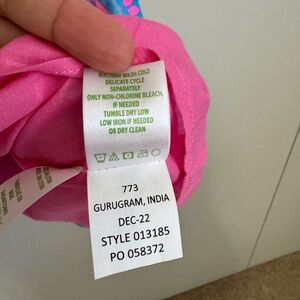 MACHINE WASH COLD
DELICATE CYCLE
SEPARATELY
ONLY NON-CHLORINE BLEACH,
IF NEEDED
TUMBLE DRY LOW
LOW IRON IF NEEDED
OR DRY CLEAN
773
GURUGRAM, INDIA
DEC-22
STYLE 013185
PO 058372